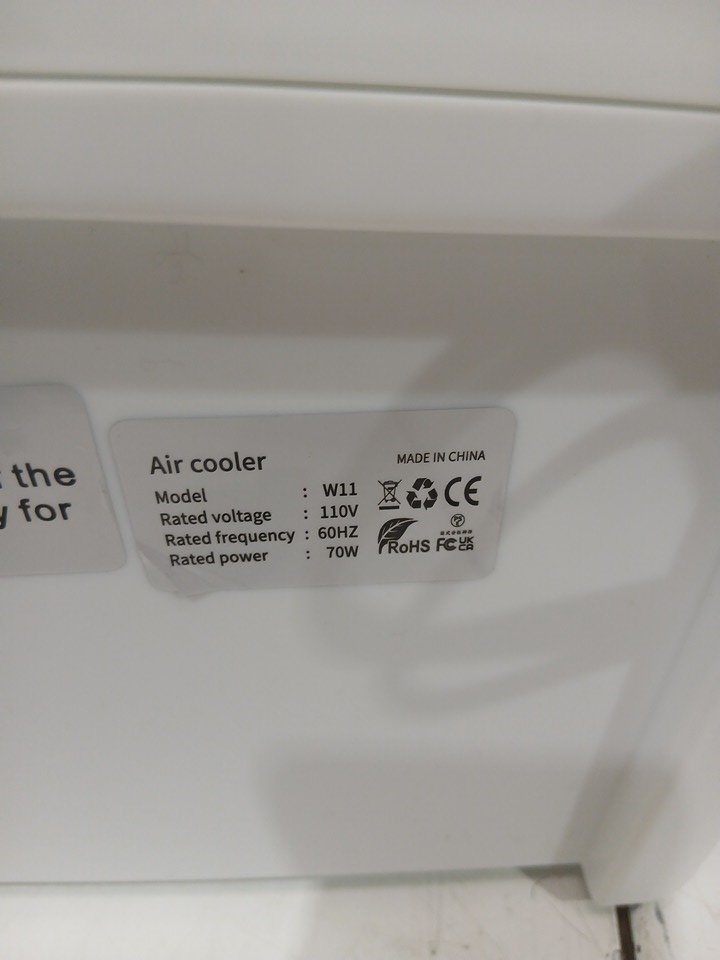 the
for
Air cooler
MADE IN CHINA
Model : W11
Rated voltage : 110V
Rated frequency : 60HZ
Rated power : 70W
CE
RoHS FC UK CA